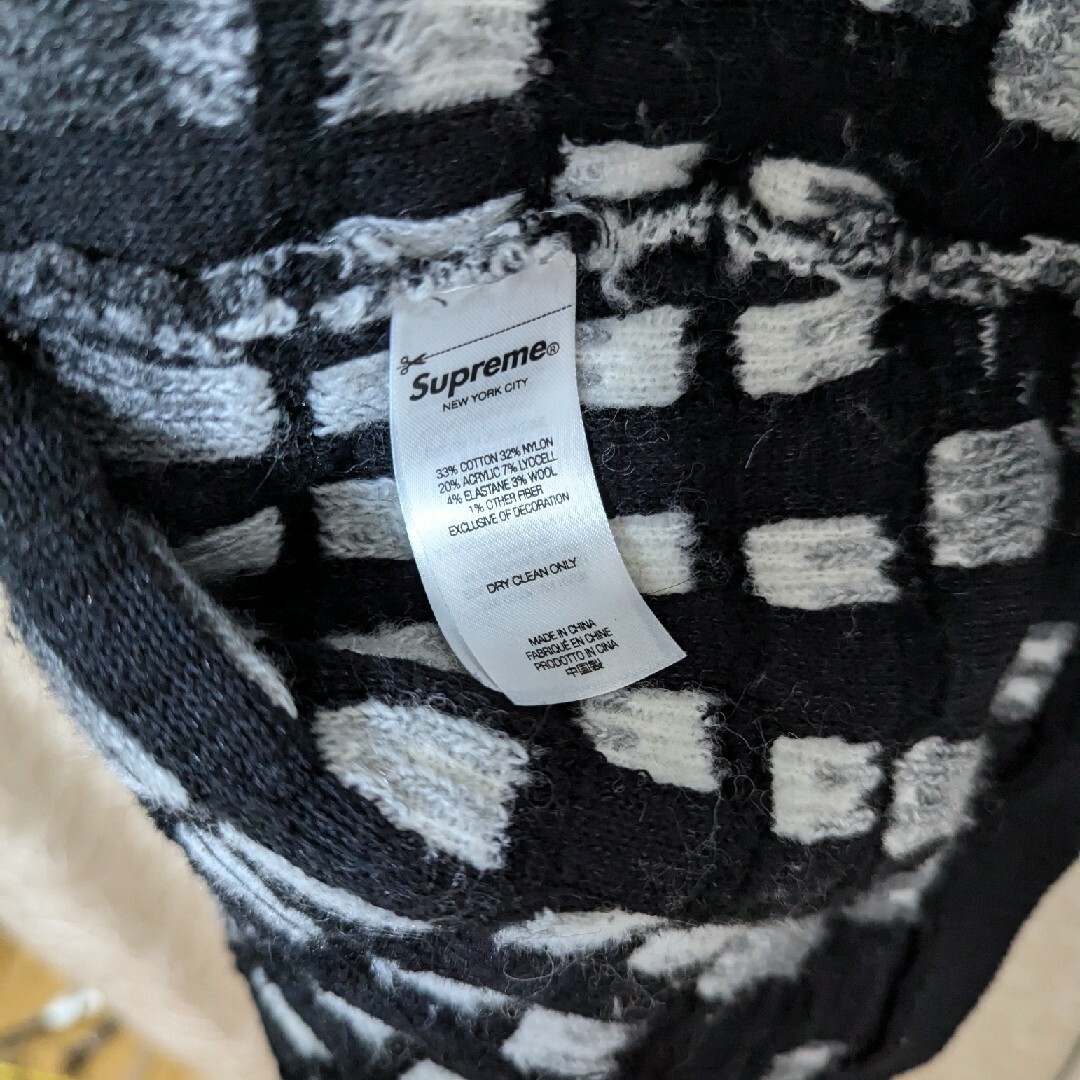 Supreme®
NEW YORK CITY
33% COTTON 32% NYLON
20% ACRYLIC 7% LYOCELL
4% ELASTANE 3% WOOL
1% OTHER FIBER
EXCLUSIVE OF DECORATION
DRY CLEAN ONLY
MADE IN CHINA
FABRIQUÉ EN CHINE
PRODOTTO IN CINA
中国製